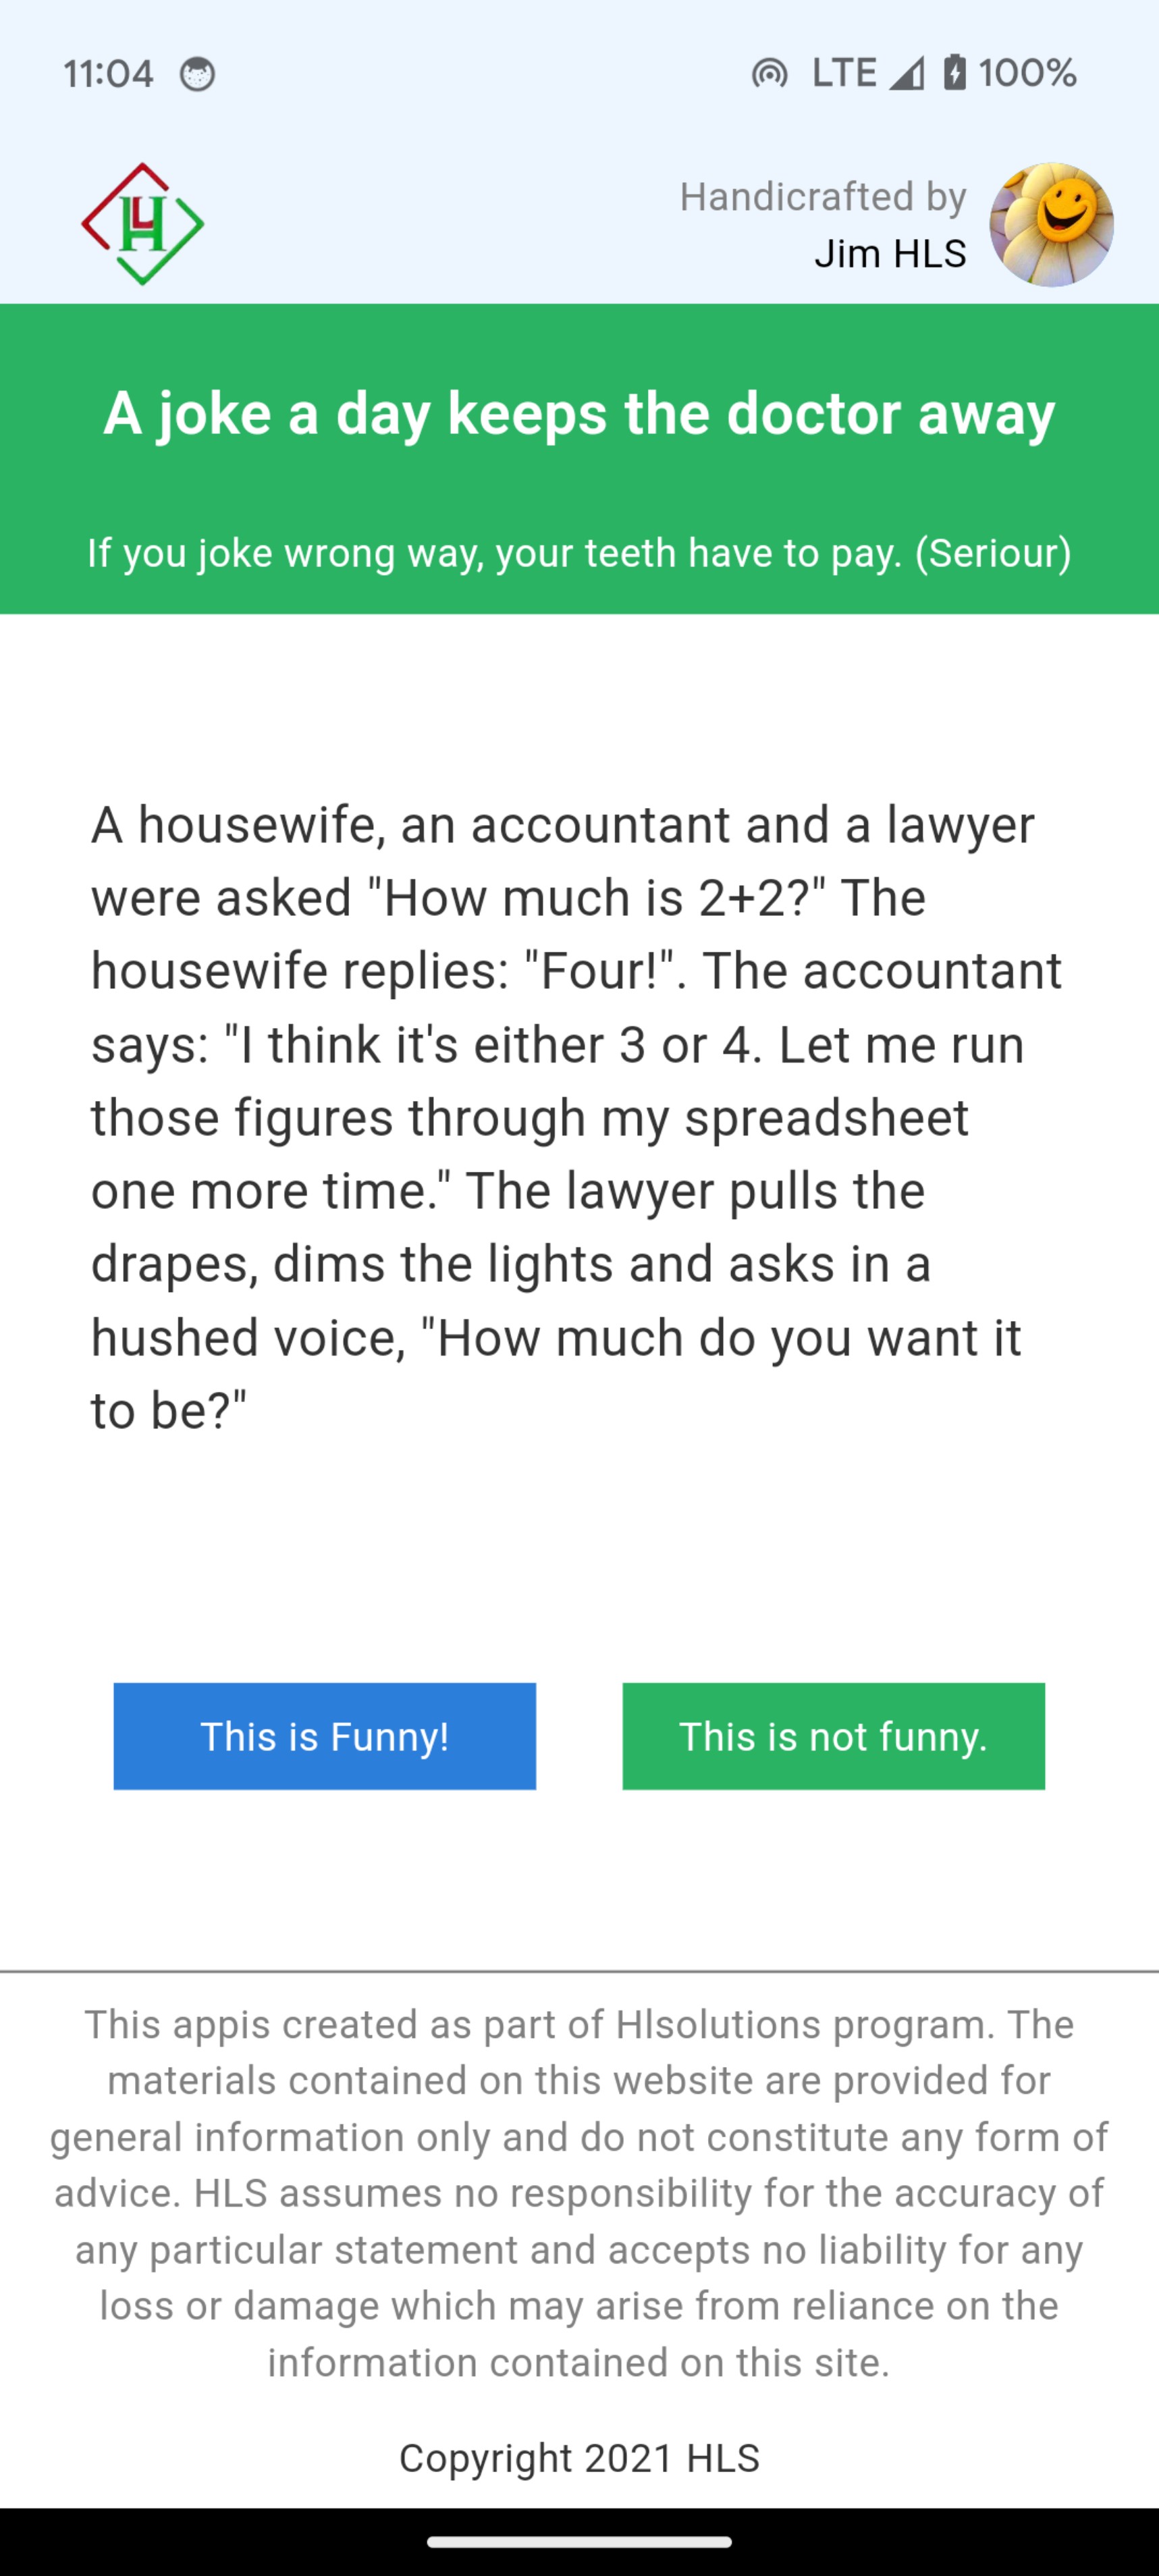 11:04
LTE 100%
Handicrafted by
Jim HLS
A joke a day keeps the doctor away
If you joke wrong way, your teeth have to pay. (Seriour)
A housewife, an accountant and a lawyer
were asked "How much is 2+2?" The
housewife replies: "Four!". The accountant
says: "I think it's either 3 or 4. Let me run
those figures through my spreadsheet
one more time." The lawyer pulls the
drapes, dims the lights and asks in a
hushed voice, "How much do you want it
to be?"
This is Funny!
This is not funny.
This appis created as part of Hlsolutions program. The
materials contained on this website are provided for
general information only and do not constitute any form of
advice. HLS assumes no responsibility for the accuracy of
any particular statement and accepts no liability for any
loss or damage which may arise from reliance on the
information contained on this site.
Copyright 2021 HLS